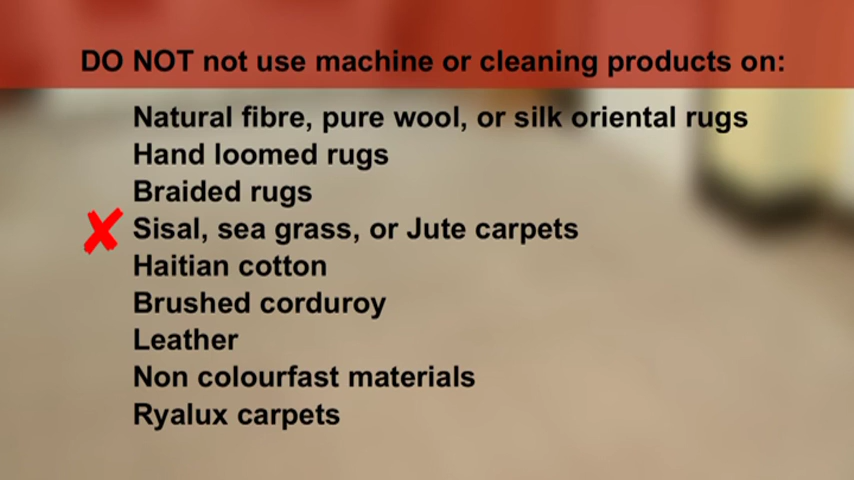 DO NOT not use machine or cleaning products on:
Natural fibre, pure wool, or silk oriental rugs
Hand loomed rugs
Braided rugs
Sisal, sea grass, or Jute carpets
Haitian cotton
Brushed corduroy
Leather
Non colourfast materials
Ryalux carpets